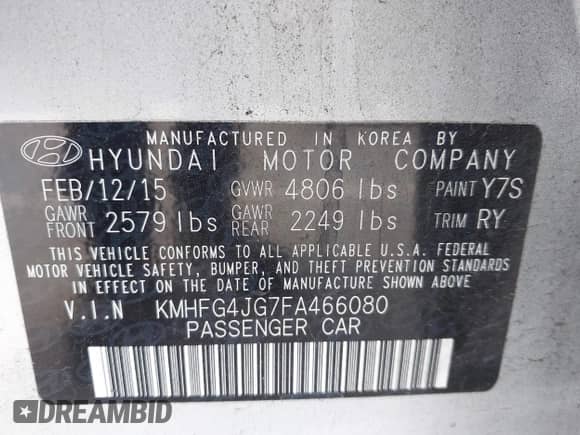 MANUFACTURED IN KOREA BY
HYUNDAI MOTOR COMPANY
FEB/12/15 GVWR 4806 lbs PAINT Y7S
GAWR FRONT 2579 lbs GAWR REAR 2249 lbs TRIM RY
THIS VEHICLE CONFORMS TO ALL APPLICABLE U.S.A. FEDERAL
MOTOR VEHICLE SAFETY, BUMPER, AND THEFT PREVENTION STANDARDS
IN EFFECT ON THE DATE OF MANUFACTURE SHOWN ABOVE.
V.I.N KMHFG4JG7FA466080
PASSENGER CAR
DREAMBID